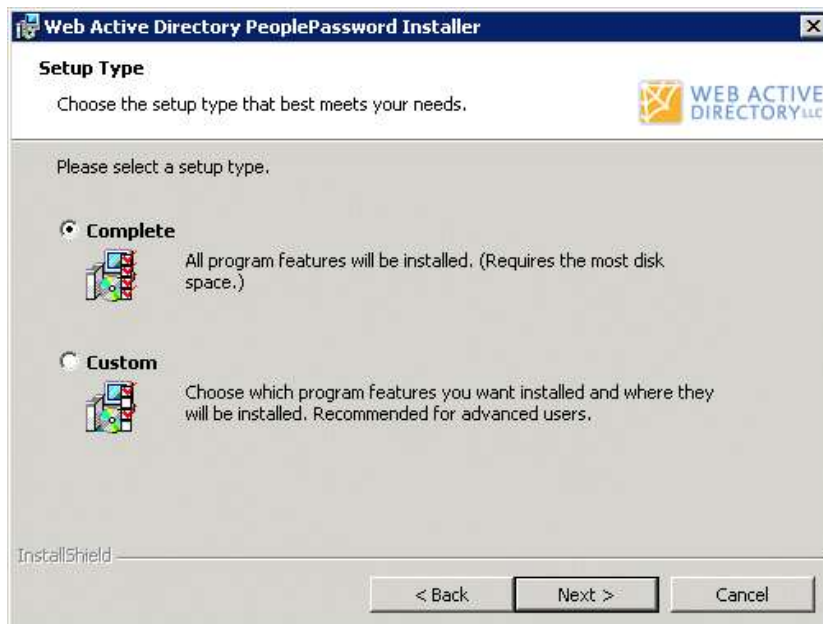 Web Active Directory PeoplePassword Installer
Setup Type
Choose the setup type that best meets your needs.
WEB ACTIVE
DIRECTORY LLC
Please select a setup type.
Complete
All program features will be installed. (Requires the most disk
space.)
Custom
Choose which program features you want installed and where they
will be installed. Recommended for advanced users.
InstallShield
< Back
Next >
Cancel